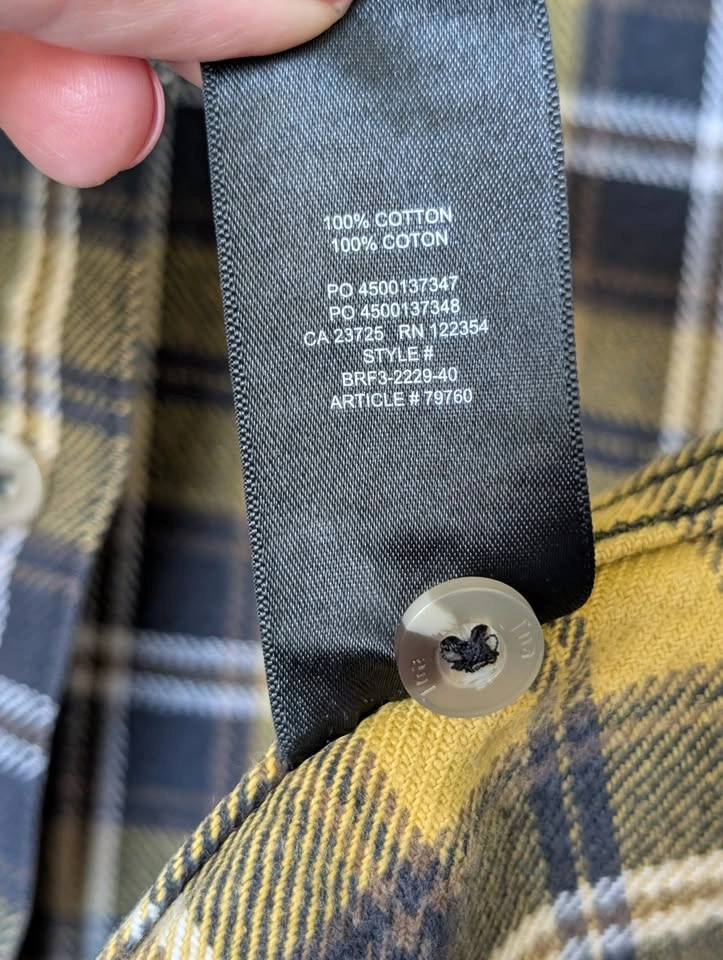 100% COTTON
100% COTON
PO 4500137347
PO 4500137348
CA 23725 RN 122354
STYLE #
BRF3-2229-40
ARTICLE # 79760